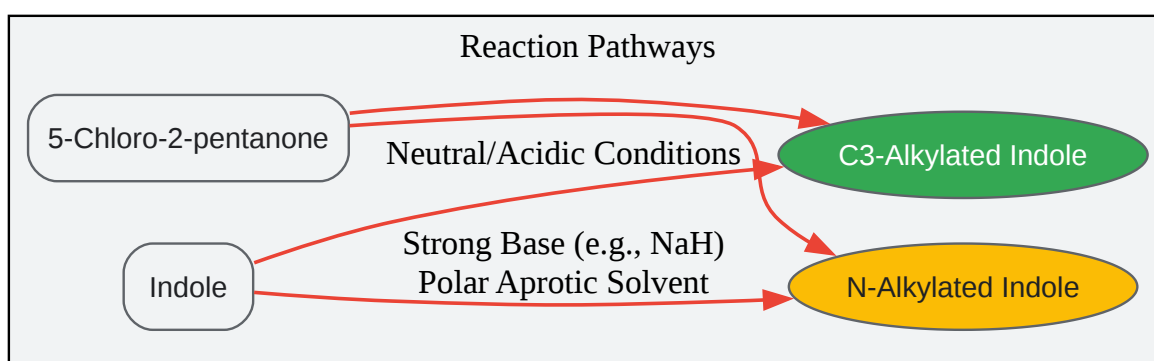 Reaction Pathways
5-Chloro-2-pentanone
Neutral/Acidic Conditions
C3-Alkylated Indole
Indole
Strong Base (e.g., NaH)
Polar Aprotic Solvent
N-Alkylated Indole